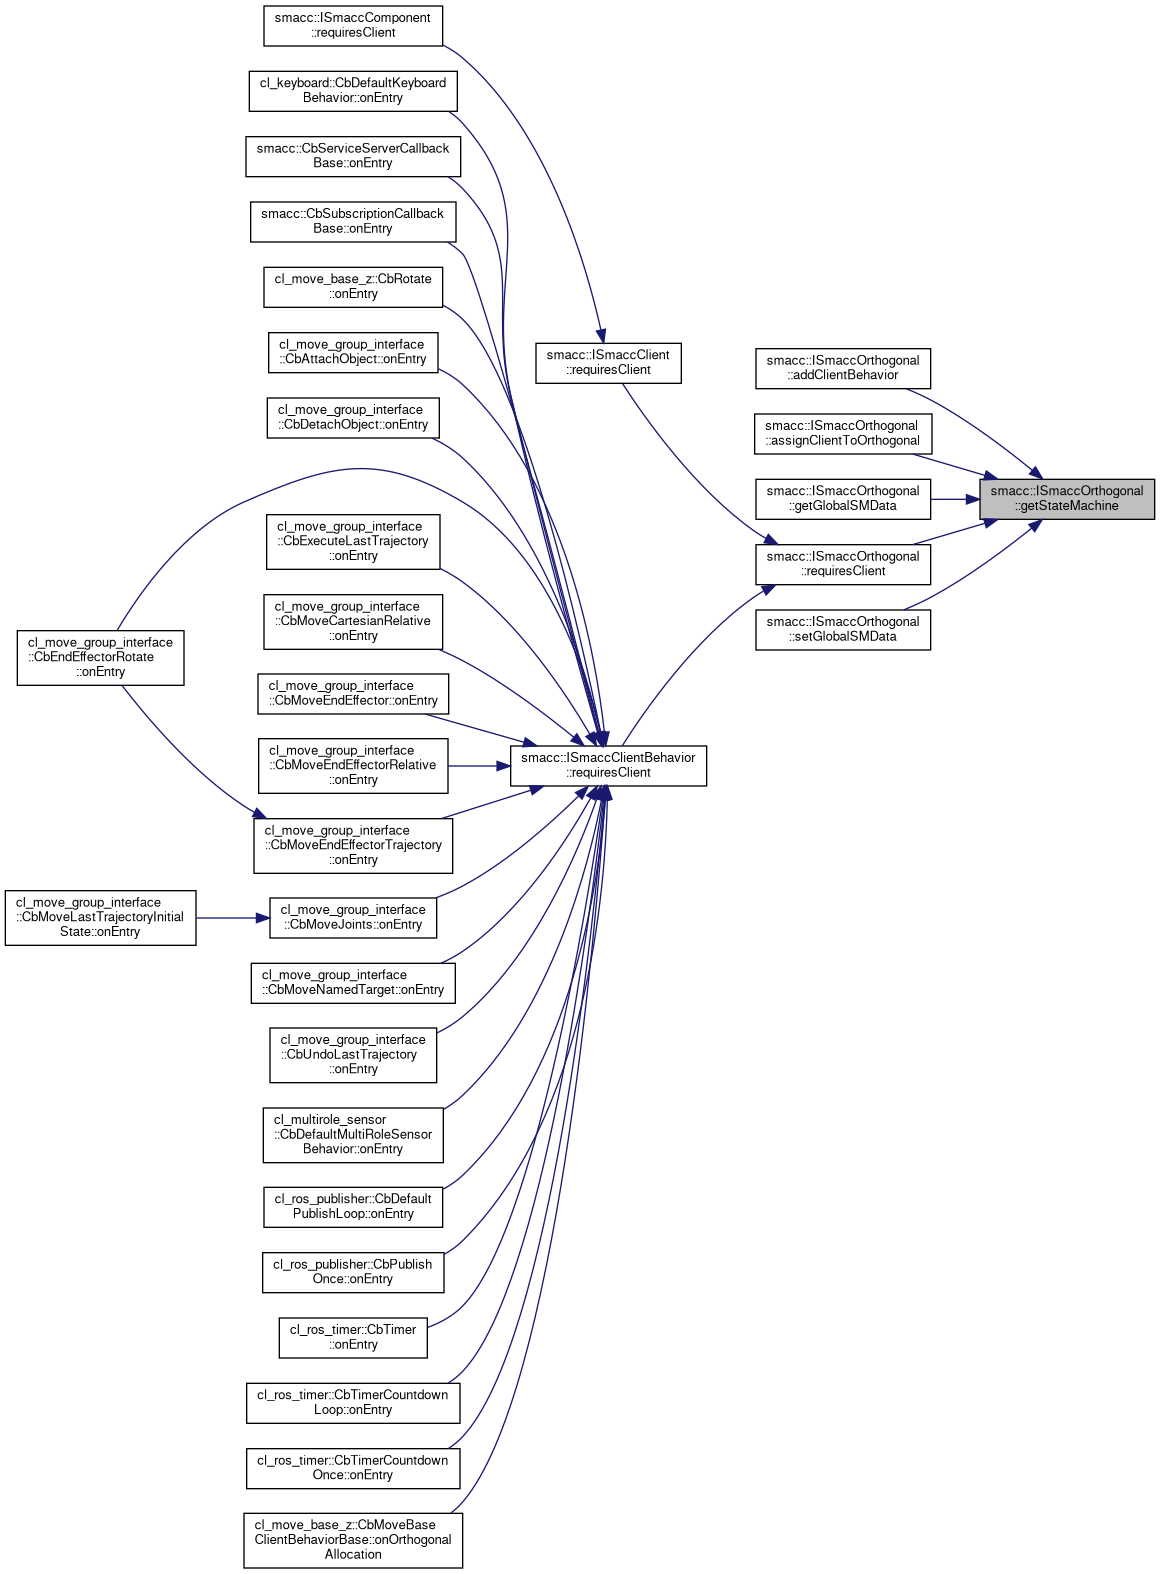 smacc::ISmaccComponent
::requiresClient
cl_keyboard::CbDefaultKeyboard
Behavior::onEntry
smacc::CbServiceServerCallback
Base::onEntry
smacc::CbSubscriptionCallback
Base::onEntry
cl_move_base_z::CbRotate
::onEntry
cl_move_group_interface
::CbAttachObject::onEntry
cl_move_group_interface
::CbDetachObject::onEntry
cl_move_group_interface
::CbExecuteLastTrajectory
::onEntry
cl_move_group_interface
::CbMoveCartesianRelative
::onEntry
cl_move_group_interface
::CbEndEffectorRotate
::onEntry
cl_move_group_interface
::CbMoveEndEffector::onEntry
cl_move_group_interface
::CbMoveEndEffectorRelative
::onEntry
cl_move_group_interface
::CbMoveEndEffectorTrajectory
::onEntry
cl_move_group_interface
::CbMoveLastTrajectoryInitial
State::onEntry
cl_move_group_interface
::CbMoveJoints::onEntry
cl_move_group_interface
::CbMoveNamedTarget::onEntry
cl_move_group_interface
::CbUndoLastTrajectory
::onEntry
cl_multirole_sensor
::CbDefaultMultiRoleSensor
Behavior::onEntry
cl_ros_publisher::CbDefault
PublishLoop::onEntry
cl_ros_publisher::CbPublish
Once::onEntry
cl_ros_timer::CbTimer
::onEntry
cl_ros_timer::CbTimerCountdown
Loop::onEntry
cl_ros_timer::CbTimerCountdown
Once::onEntry
cl_move_base_z::CbMoveBase
ClientBehaviorBase::onOrthogonal
Allocation
smacc::ISmaccClient
::requiresClient
smacc::ISmaccClientBehavior
::requiresClient
smacc::ISmaccOrthogonal
::addClientBehavior
smacc::ISmaccOrthogonal
::assignClientToOrthogonal
smacc::ISmaccOrthogonal
::getGlobalSMData
smacc::ISmaccOrthogonal
::requiresClient
smacc::ISmaccOrthogonal
::setGlobalSMData
smacc::ISmaccOrthogonal
::getStateMachine